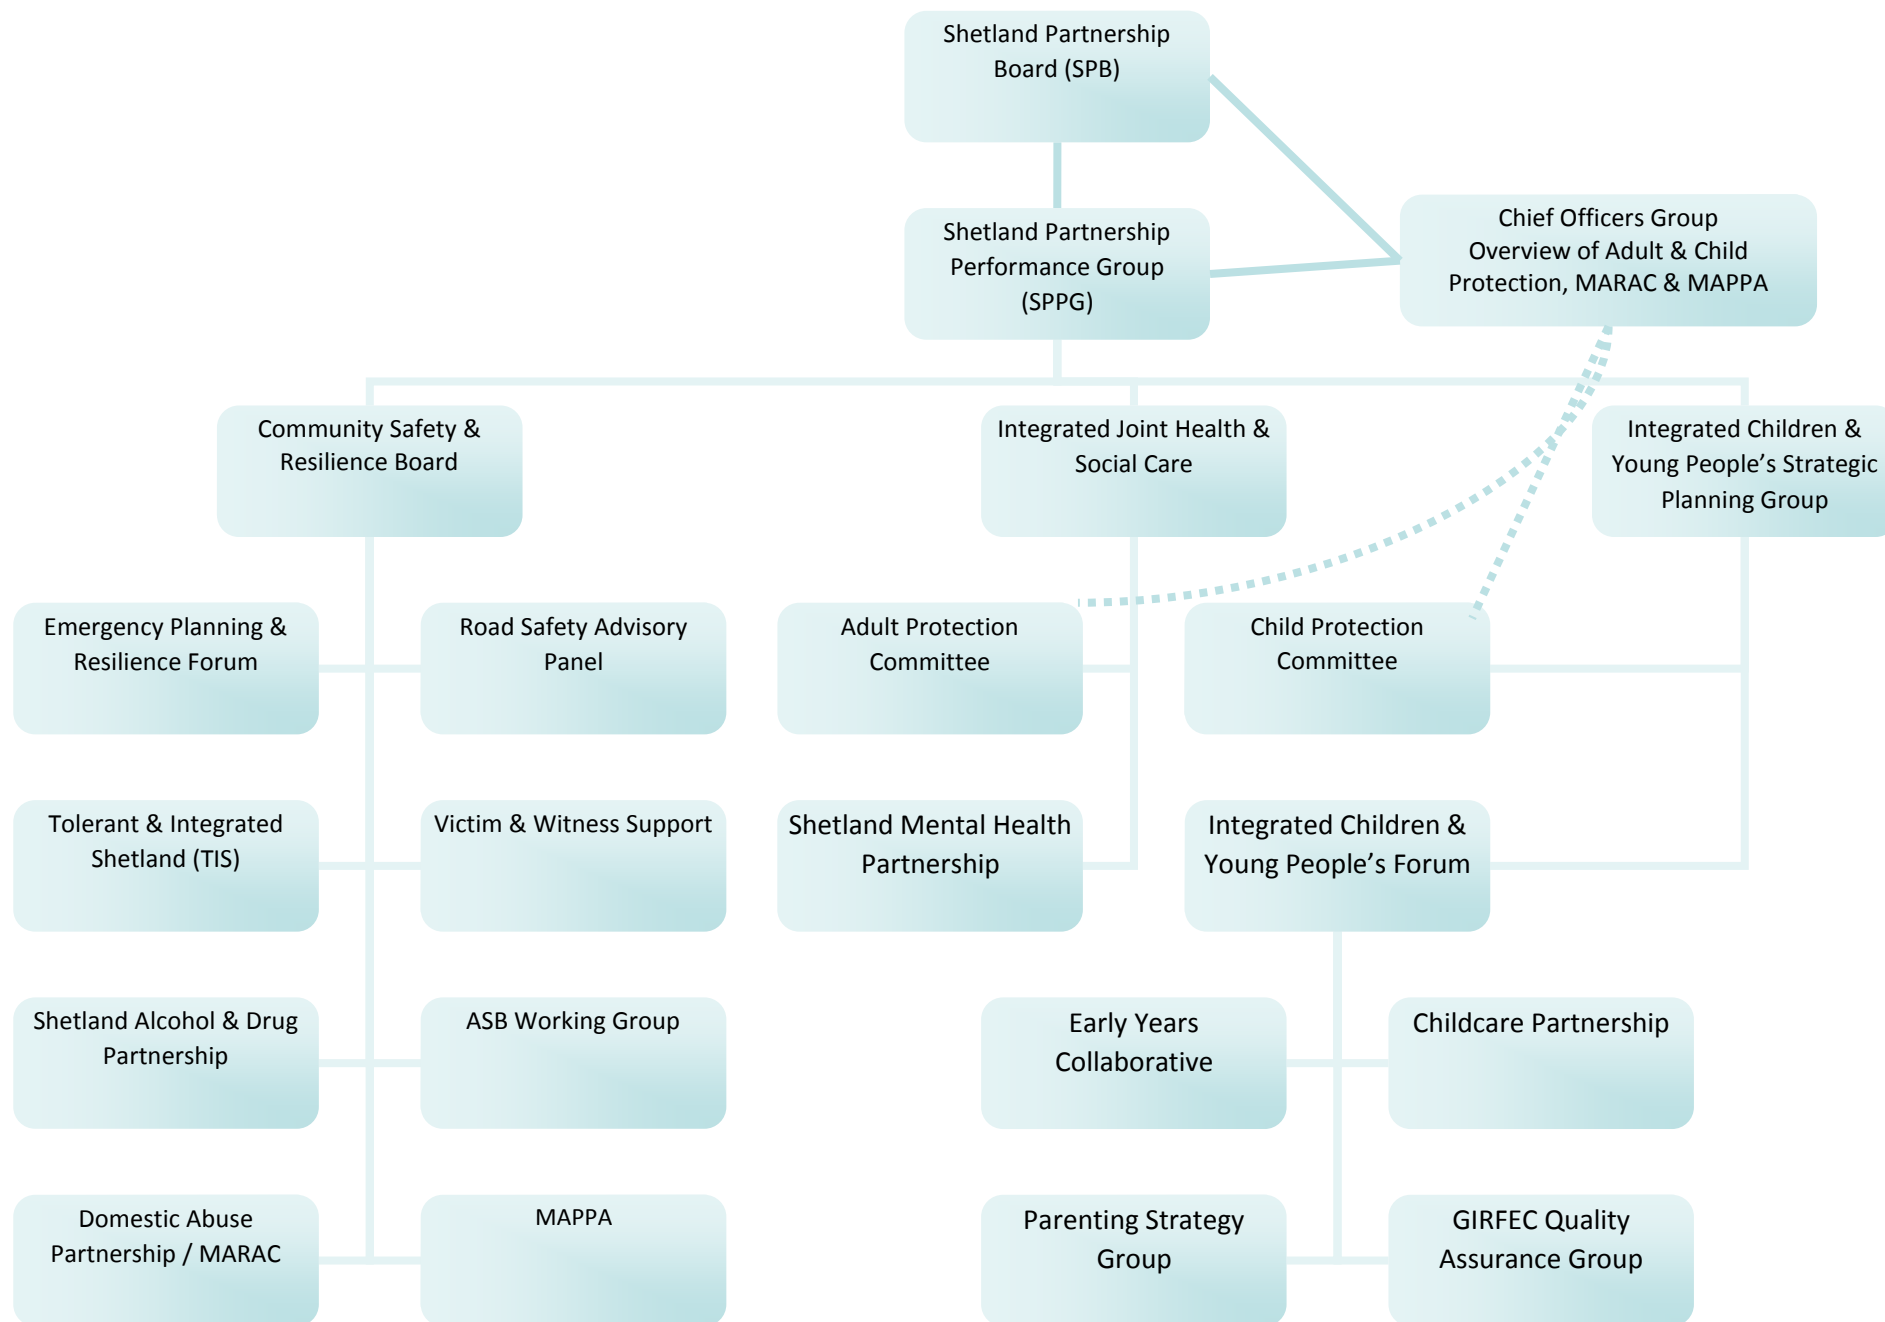 Shetland Partnership
Board (SPB)
Shetland Partnership
Performance Group
(SPPG)
Chief Officers Group
Overview of Adult & Child
Protection, MARAC & MAPPA
Community Safety &
Resilience Board
Integrated Joint Health &
Social Care
Integrated Children &
Young People’s Strategic
Planning Group
Emergency Planning &
Resilience Forum
Road Safety Advisory
Panel
Adult Protection
Committee
Child Protection
Committee
Tolerant & Integrated
Shetland (TIS)
Victim & Witness Support
Shetland Mental Health
Partnership
Integrated Children &
Young People’s Forum
Shetland Alcohol & Drug
Partnership
ASB Working Group
Early Years
Collaborative
Childcare Partnership
Domestic Abuse
Partnership / MARAC
MAPPA
Parenting Strategy
Group
GIRFEC Quality
Assurance Group